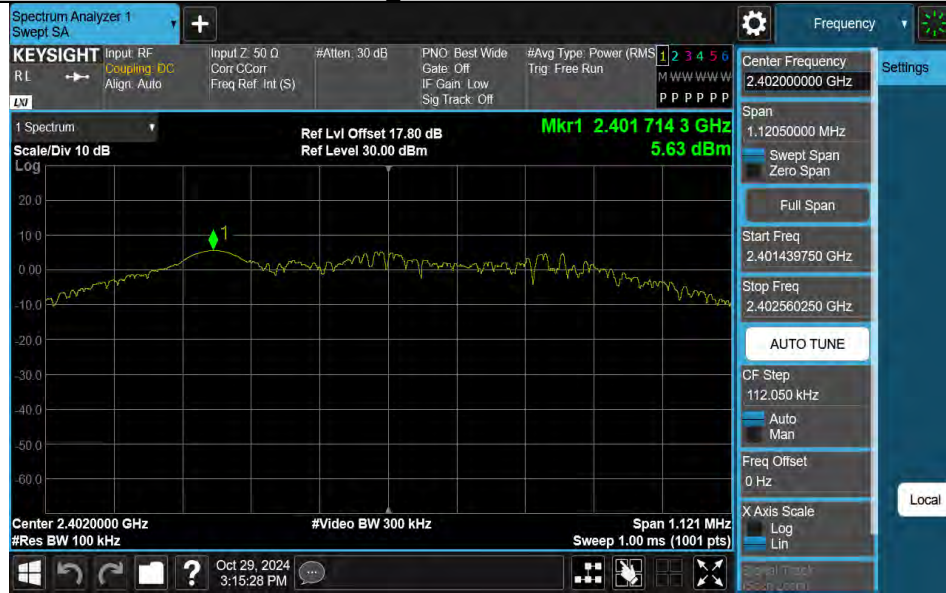 Spectrum Analyzer 1
Swept SA
Frequency
KEYSIGHT
RL
LXI
Input: RF
Coupling: DC
Align: Auto
Input Z: 50 Ω
Corr CCorr
Freq Ref: Int (S)
#Atten: 30 dB
PNO: Best Wide
Gate: Off
IF Gain: Low
Sig Track: Off
#Avg Type: Power (RMS
Trig: Free Run
1 2 3 4 5 6
M W W W W W
P P P P P P
1 Spectrum
Scale/Div 10 dB
Log
Ref Lvl Offset 17.80 dB
Ref Level 30.00 dBm
Mkr1 2.401 714 3 GHz
5.63 dBm
1
20.0
10.0
0.00
-10.0
-20.0
-30.0
-40.0
-50.0
-60.0
Center 2.4020000 GHz
#Res BW 100 kHz
#Video BW 300 kHz
Span 1.121 MHz
Sweep 1.00 ms (1001 pts)
Oct 29, 2024
3:15:28 PM
Center Frequency
2.402000000 GHz
Span
1.12050000 MHz
Swept Span
Zero Span
Full Span
Start Freq
2.401439750 GHz
Stop Freq
2.402560250 GHz
AUTO TUNE
CF Step
112.050 kHz
Auto
Man
Freq Offset
0 Hz
X Axis Scale
Log
Lin
Signal Track
(Span Zoom)
Settings
Local